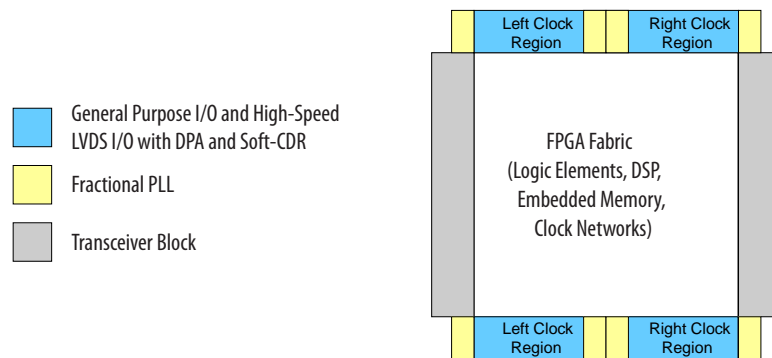 Left Clock
Region
Right Clock
Region
General Purpose I/O and High-Speed
LVDS I/O with DPA and Soft-CDR
Fractional PLL
Transceiver Block
FPGA Fabric
(Logic Elements, DSP,
Embedded Memory,
Clock Networks)
Left Clock
Region
Right Clock
Region